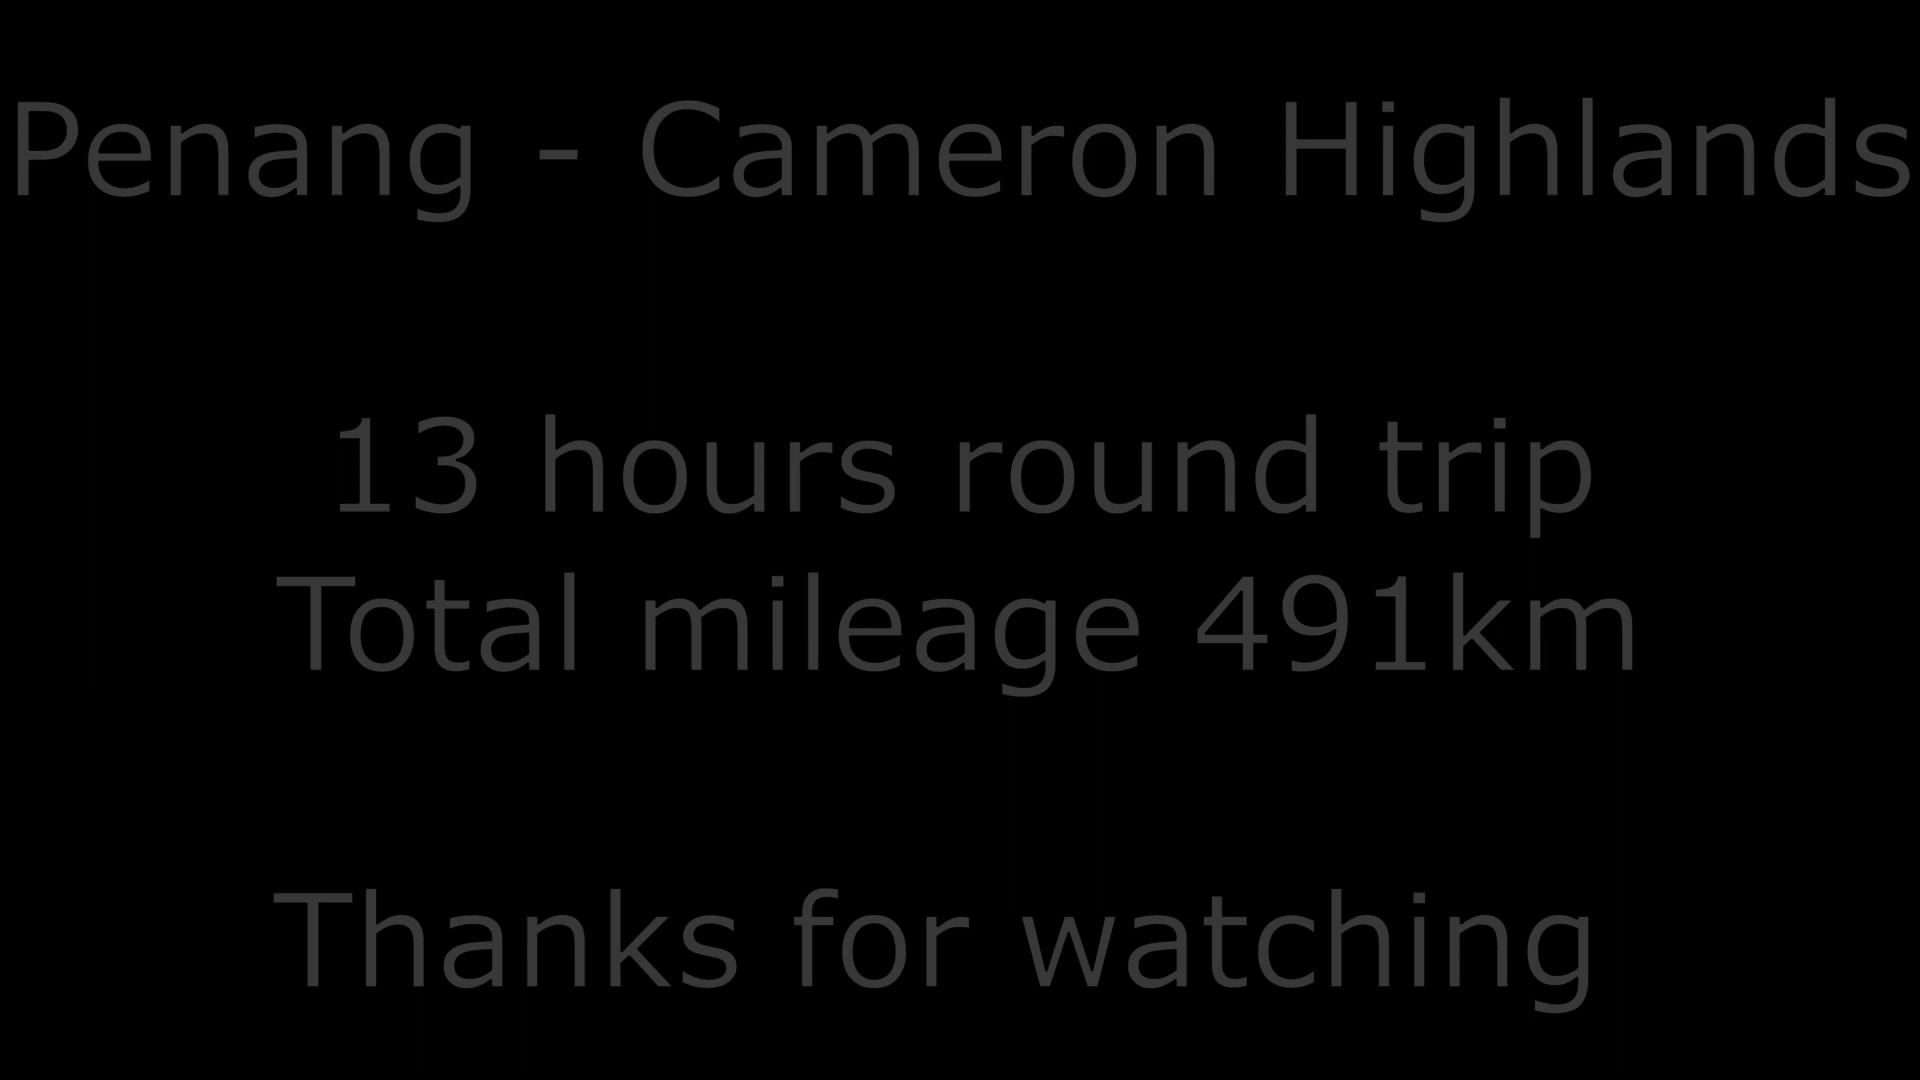 Penang - Cameron Highlands
13 hours round trip
Total mileage 491km
Thanks for watching